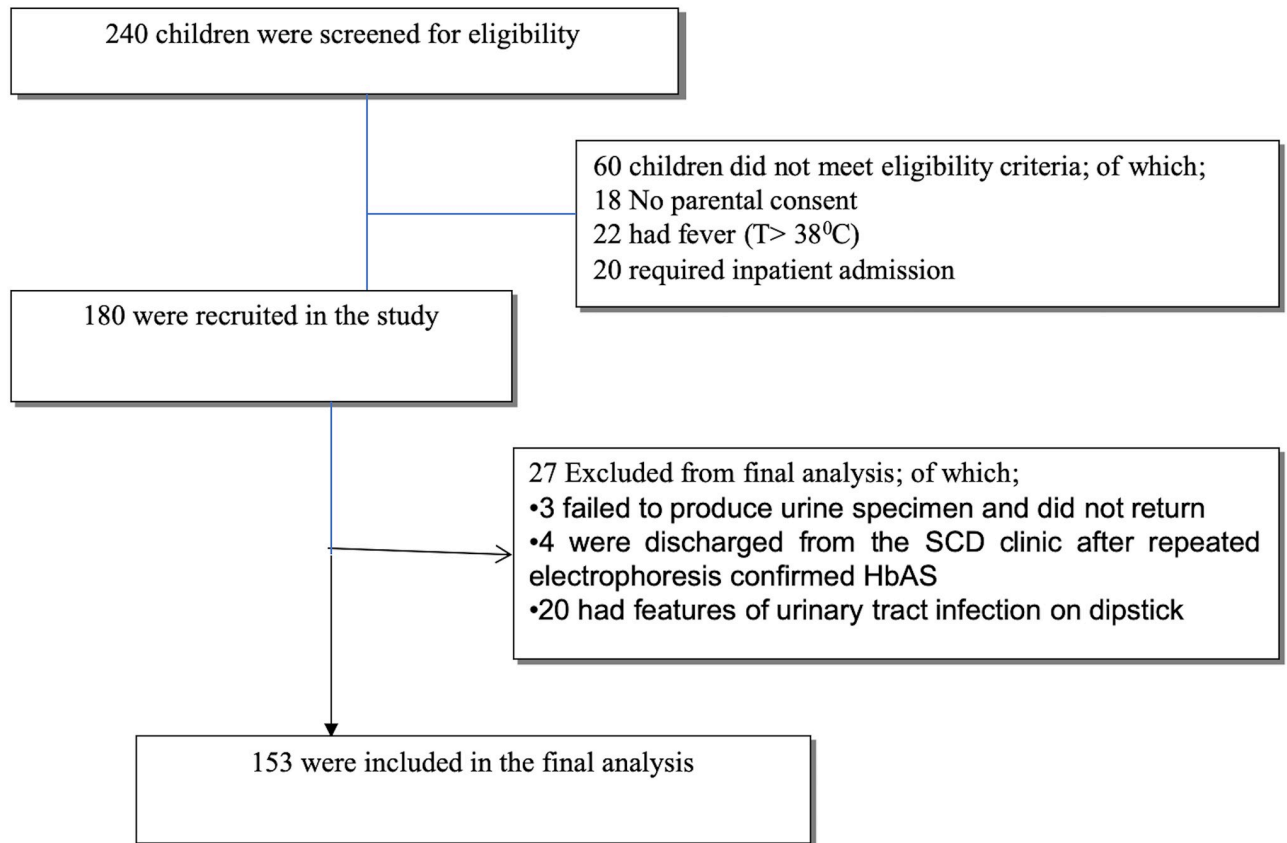 240 children were screened for eligibility
60 children did not meet eligibility criteria; of which;
18 No parental consent
22 had fever (T> 38⁰C)
20 required inpatient admission
180 were recruited in the study
27 Excluded from final analysis; of which;
•3 failed to produce urine specimen and did not return
•4 were discharged from the SCD clinic after repeated
electrophoresis confirmed HbAS
•20 had features of urinary tract infection on dipstick
153 were included in the final analysis